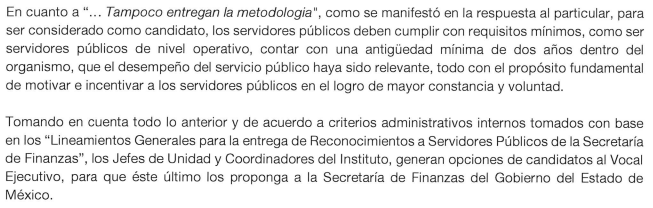 En cuanto a “... Tampoco entregan la metodologia", como se manifestó en la respuesta al particular, para
ser considerado como candidato, los servidores públicos deben cumplir con requisitos mínimos, como ser
servidores públicos de nivel operativo, contar con una antigüedad mínima de dos años dentro del
organismo, que el desempeño del servicio público haya sido relevante, todo con el propósito fundamental
de motivar e incentivar a los servidores públicos en el logro de mayor constancia y voluntad.
Tomando en cuenta todo lo anterior y de acuerdo a criterios administrativos internos tomados con base
en los “Lineamientos Generales para la entrega de Reconocimientos a Servidores Públicos de la Secretaría
de Finanzas”, los Jefes de Unidad y Coordinadores del Instituto, generan opciones de candidatos al Vocal
Ejecutivo, para que éste último los proponga a la Secretaría de Finanzas del Gobierno del Estado de
México.